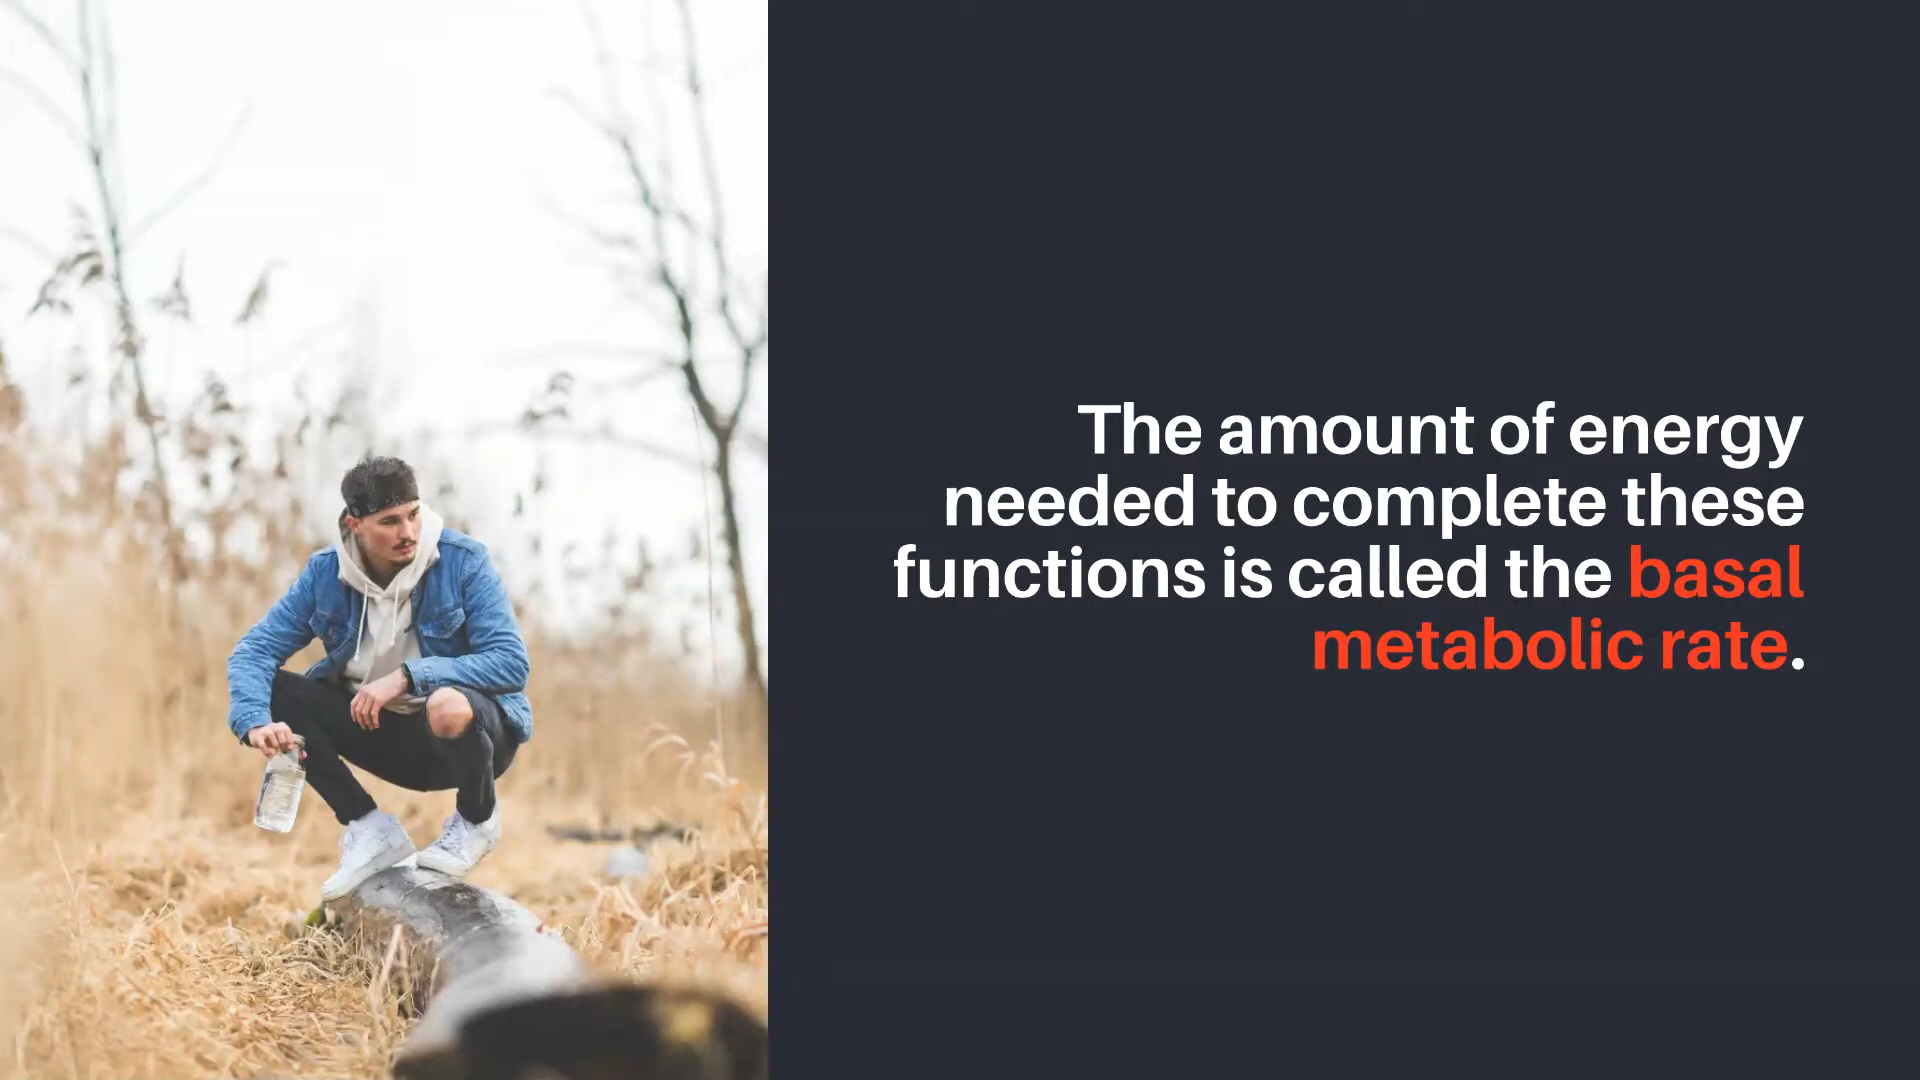 The amount of energy
needed to complete these
functions is called the basal
metabolic rate.